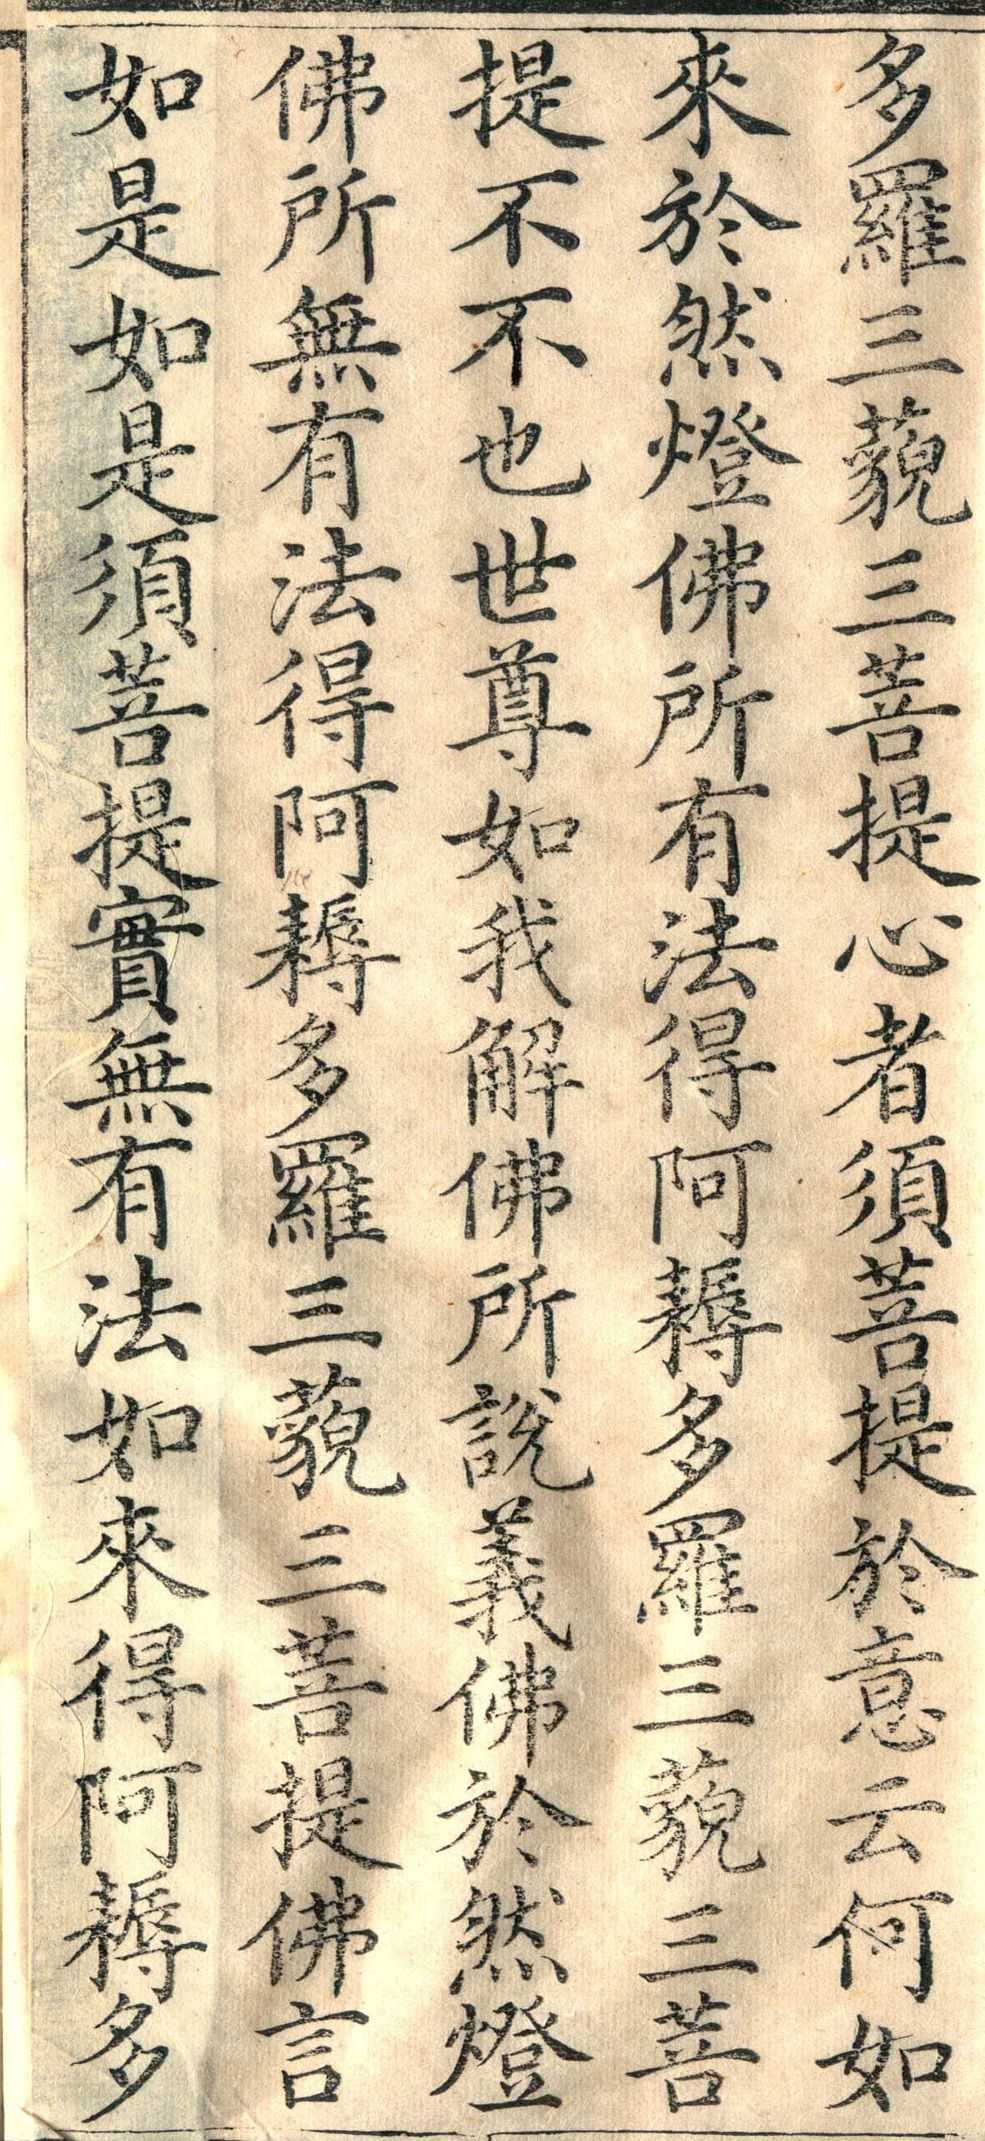 多羅三藐三菩提心者須菩提於意云何如
來於然燈佛所有法得阿耨多羅三藐三菩
提不不也世尊如我解佛所說義佛於然燈
佛所無有法得阿耨多羅三藐三菩提佛言
如是如是須菩提實無有法如來得阿耨多